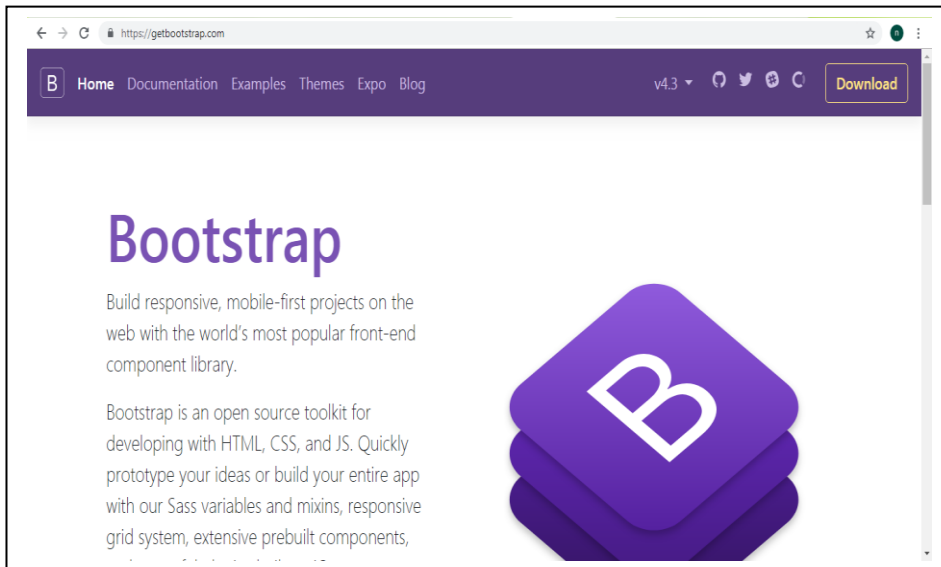 https://getbootstrap.com
n
B Home Documentation Examples Themes Expo Blog v4.3 Download
Bootstrap
Build responsive, mobile-first projects on the
web with the world's most popular front-end
component library.
Bootstrap is an open source toolkit for
developing with HTML, CSS, and JS. Quickly
prototype your ideas or build your entire app
with our Sass variables and mixins, responsive
grid system, extensive prebuilt components,
B